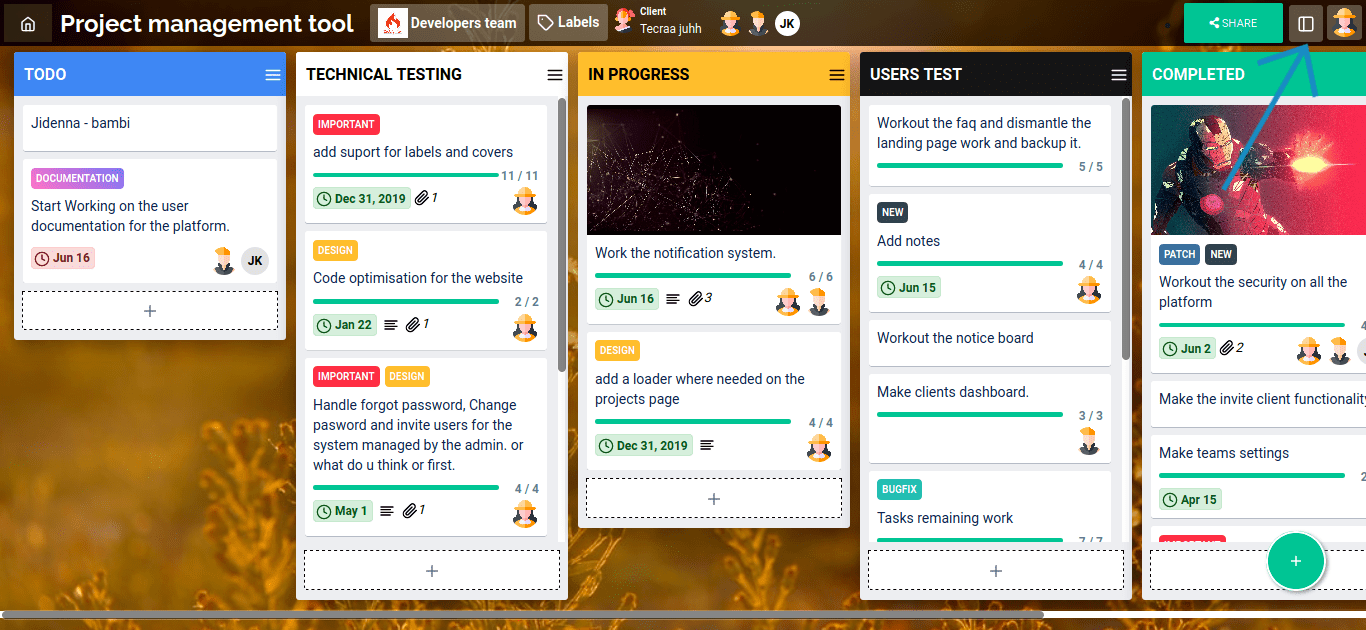 Project management tool
Developers team
Labels
Client
Tecraa juhh
JK
SHARE
TODO
Jidenna - bambi
DOCUMENTATION
Start Working on the user
documentation for the platform.
Jun 16
JK
TECHNICAL TESTING
IMPORTANT
add suport for labels and covers
11 / 11
Dec 31, 2019
1
DESIGN
Code optimisation for the website
2 / 2
Jan 22
1
IMPORTANT DESIGN
Handle forgot password, Change
pasword and invite users for the
system managed by the admin. or
what do u think or first.
4 / 4
May 1
1
IN PROGRESS
Work the notification system.
6 / 6
Jun 16
3
DESIGN
add a loader where needed on the
projects page
4 / 4
Dec 31, 2019
USERS TEST
Workout the faq and dismantle the
landing page work and backup it.
5 / 5
NEW
Add notes
4 / 4
Jun 15
Workout the notice board
Make clients dashboard.
3 / 3
BUGFIX
Tasks remaining work
7 / 7
COMPLETED
PATCH NEW
Workout the security on all the
platform
4
Jun 2
2
Make the invite client functionality
Make teams settings
2
Apr 15